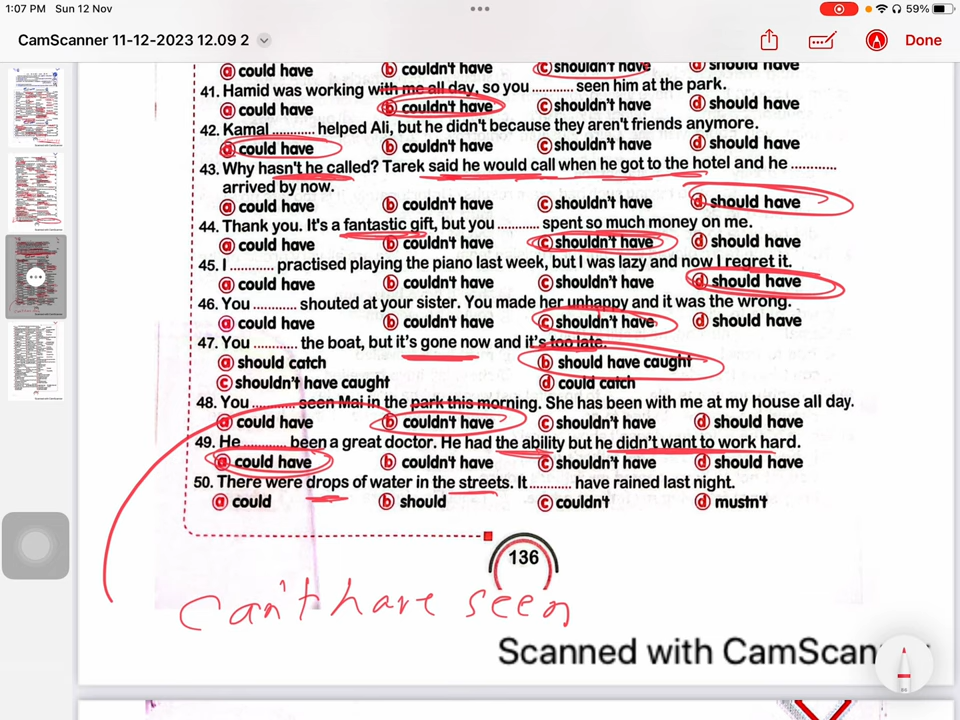 1:07 PM Sun 12 Nov
59%
CamScanner 11-12-2023 12.09 2
Done
a could have b couldn't have c shouldn't have d should have
41. Hamid was working with me all day, so you .......... seen him at the park.
a could have b couldn't have c shouldn't have d should have
42. Kamal .......... helped Ali, but he didn't because they aren't friends anymore.
a could have b couldn't have c shouldn't have d should have
43. Why hasn't he called? Tarek said he would call when he got to the hotel and he ..........
arrived by now.
a could have b couldn't have c shouldn't have d should have
44. Thank you. It's a fantastic gift, but you .......... spent so much money on me.
a could have b couldn't have c shouldn't have d should have
45. I .......... practised playing the piano last week, but I was lazy and now I regret it.
a could have b couldn't have c shouldn't have d should have
46. You .......... shouted at your sister. You made her unhappy and it was the wrong.
a could have b couldn't have c shouldn't have d should have
47. You .......... the boat, but it's gone now and it's too late.
a should catch b should have caught
c shouldn't have caught d could catch
48. You .......... seen Mai in the park this morning. She has been with me at my house all day.
a could have b couldn't have c shouldn't have d should have
49. He .......... been a great doctor. He had the ability but he didn't want to work hard.
a could have b couldn't have c shouldn't have d should have
50. There were drops of water in the streets. It .......... have rained last night.
a could b should c couldn't d mustn't
136
can't have seen
Scanned with CamScan